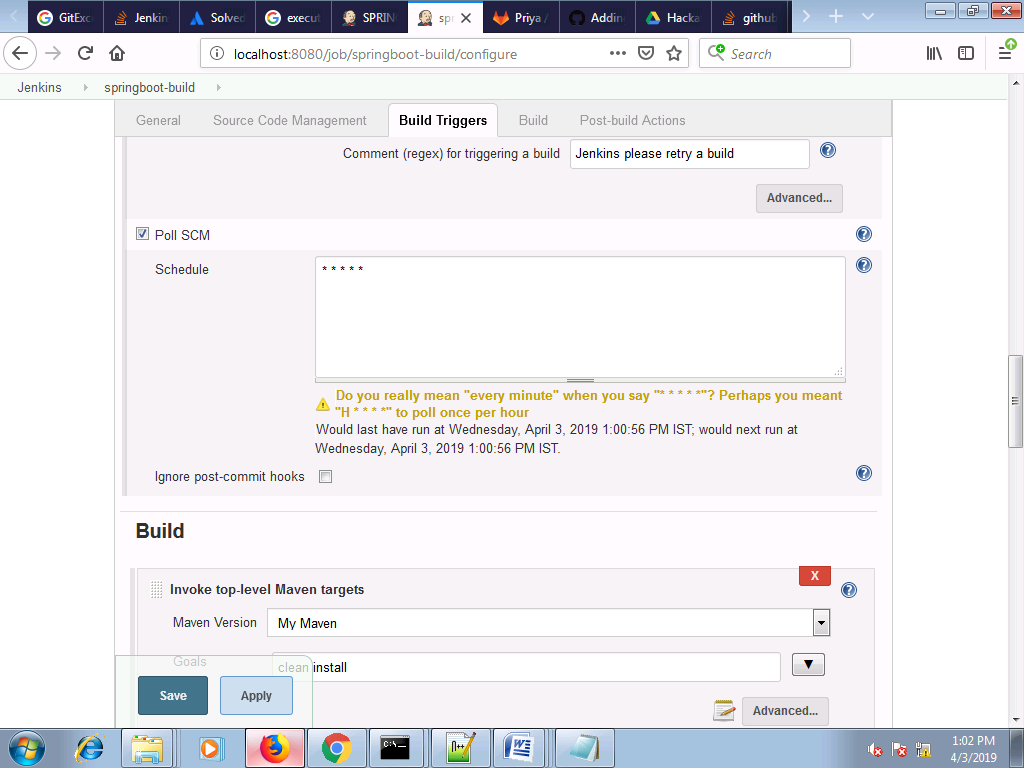 GitExc
Jenkin
Solved
execut
SPRIN
spr
Priya /
Addin
Hacka
github
localhost:8080/job/springboot-build/configure
Search
Jenkins
springboot-build
General
Source Code Management
Build Triggers
Build
Post-build Actions
Comment (regex) for triggering a build
Jenkins please retry a build
Advanced...
Poll SCM
Schedule
* * * * *
Do you really mean "every minute" when you say "* * * * *"? Perhaps you meant
"H * * * *" to poll once per hour
Would last have run at Wednesday, April 3, 2019 1:00:56 PM IST; would next run at
Wednesday, April 3, 2019 1:00:56 PM IST.
Ignore post-commit hooks
Build
X
Invoke top-level Maven targets
Maven Version
My Maven
Goals
clean install
Save
Apply
Advanced...
1:02 PM
4/3/2019